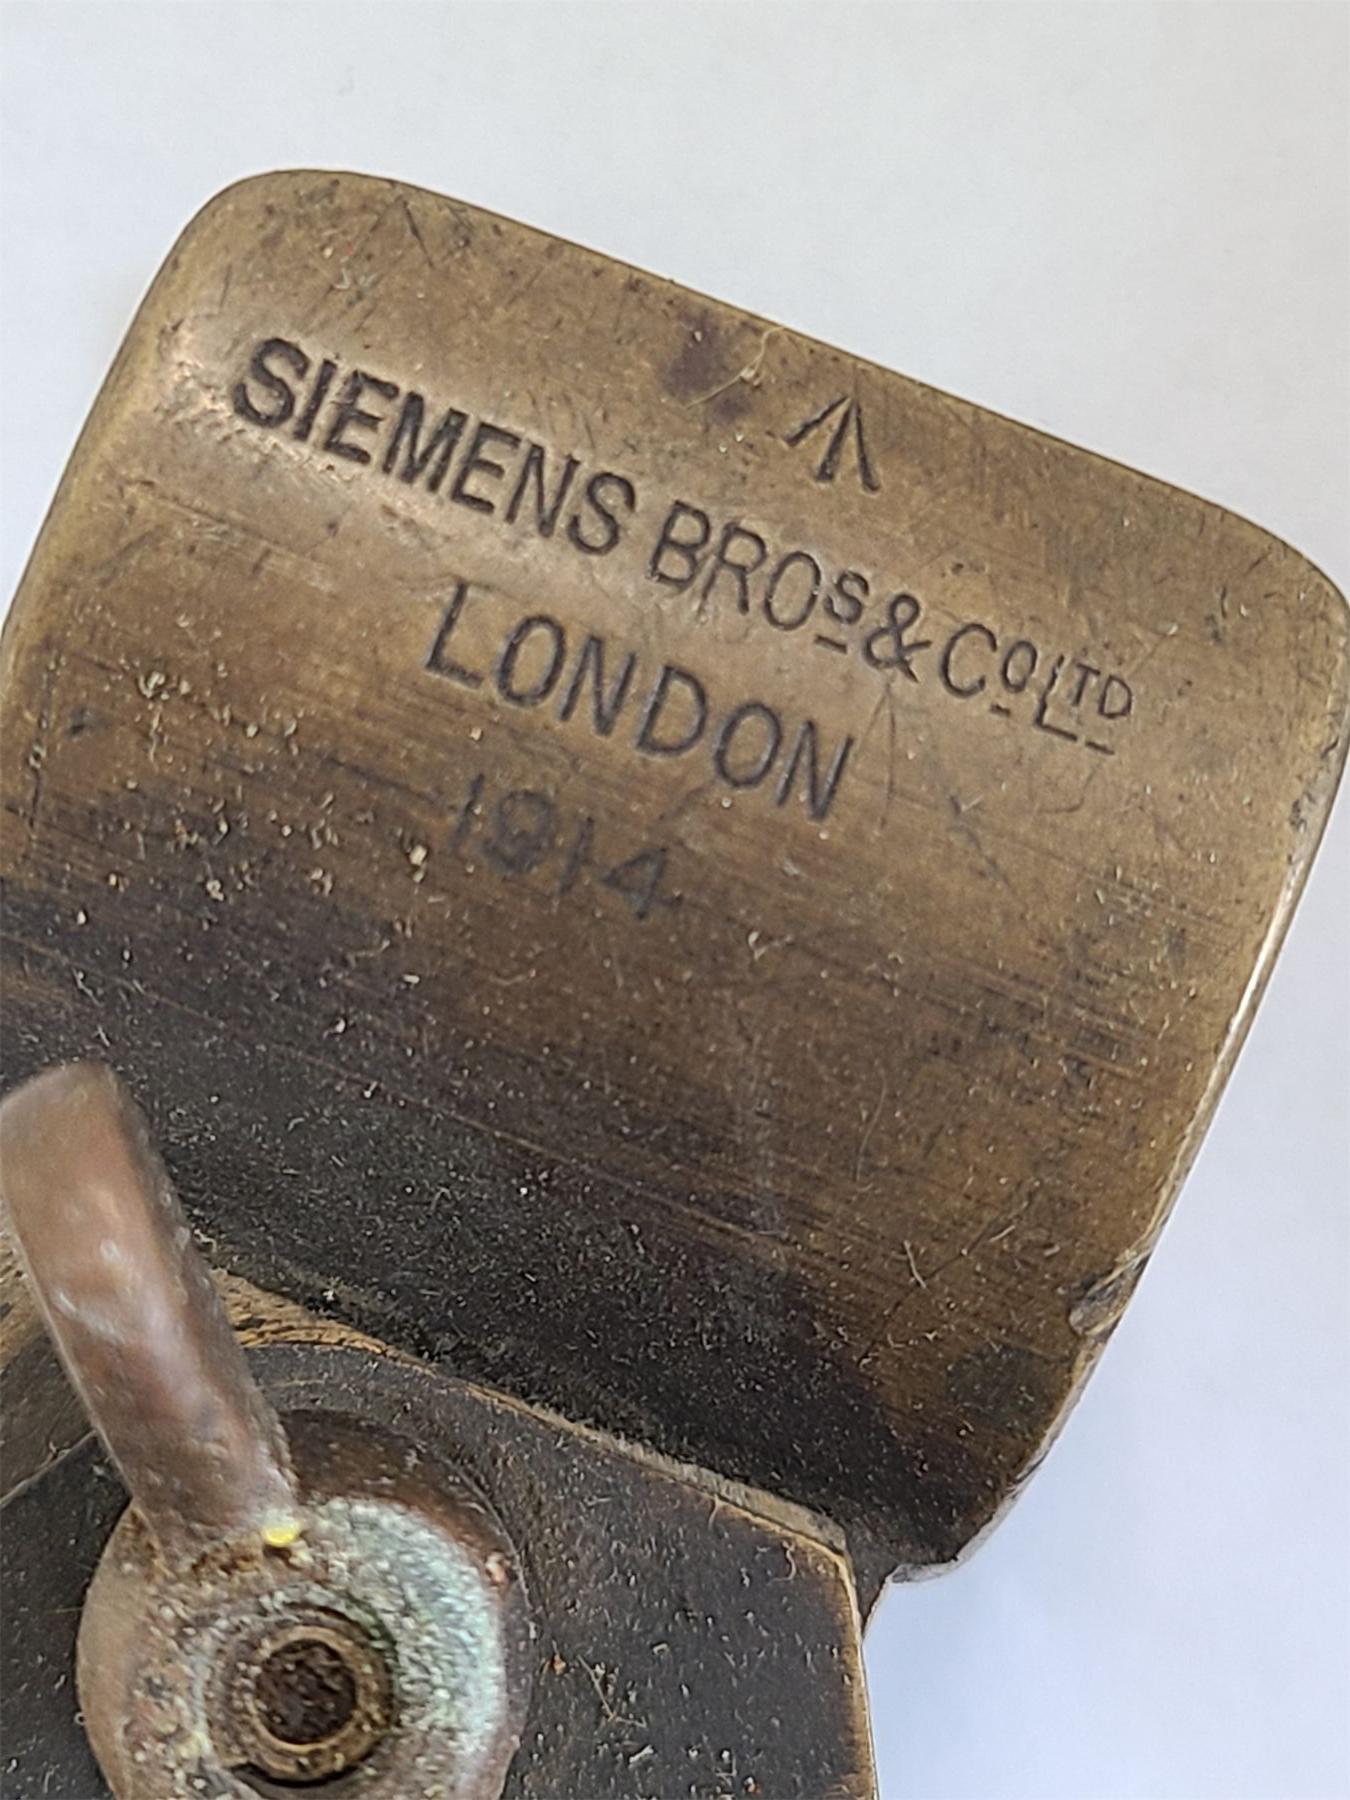 SIEMENS BROS & CO LTD
LONDON
1914